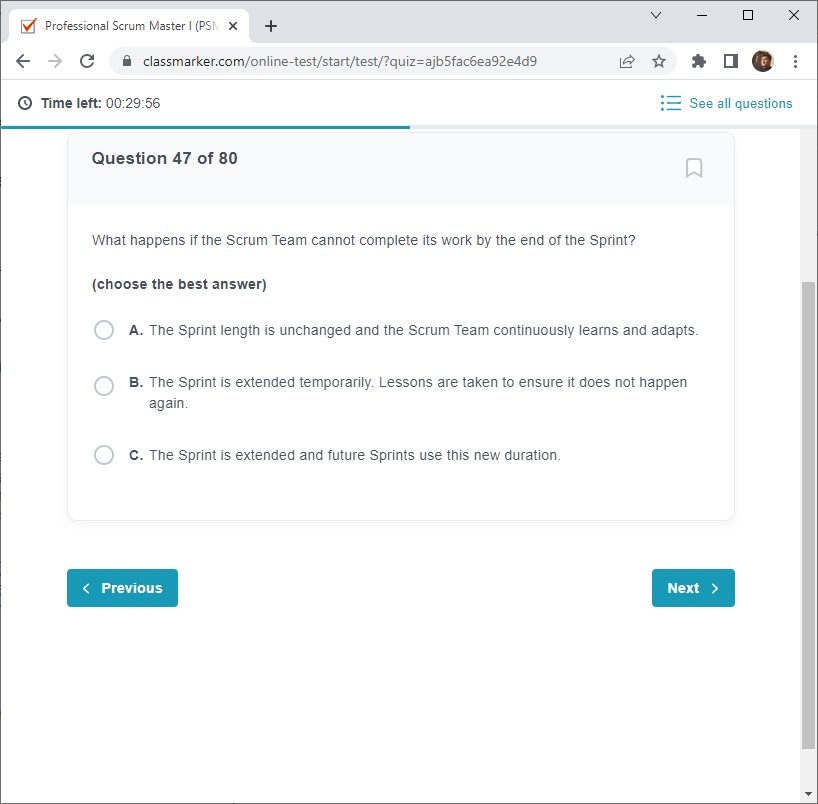 Professional Scrum Master I (PSM
classmarker.com/online-test/start/test/?quiz=ajb5fac6ea92e4d9
Time left: 00:29:56
See all questions
Question 47 of 80
What happens if the Scrum Team cannot complete its work by the end of the Sprint?
(choose the best answer)
A. The Sprint length is unchanged and the Scrum Team continuously learns and adapts.
B. The Sprint is extended temporarily. Lessons are taken to ensure it does not happen
again.
C. The Sprint is extended and future Sprints use this new duration.
Previous
Next